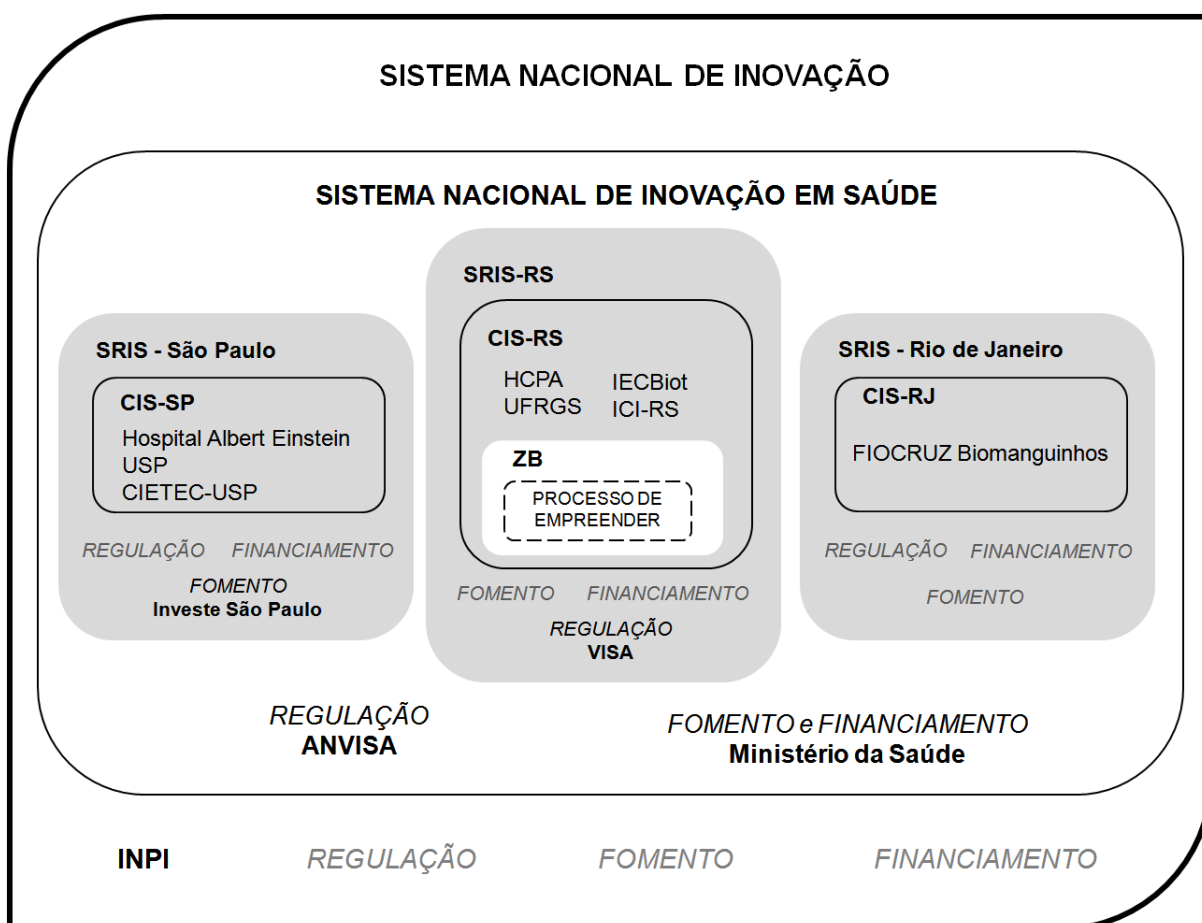 SISTEMA NACIONAL DE INOVAÇÃO
SISTEMA NACIONAL DE INOVAÇÃO EM SAÚDE
SRIS - São Paulo
CIS-SP
Hospital Albert Einstein
USP
CIETEC-USP
REGULAÇÃO FINANCIAMENTO
FOMENTO
Investe São Paulo
SRIS-RS
CIS-RS
HCPA IECBiot
UFRGS ICI-RS
ZB
PROCESSO DE
EMPREENDER
FOMENTO FINANCIAMENTO
REGULAÇÃO
VISA
SRIS - Rio de Janeiro
CIS-RJ
FIOCRUZ Biomanguinhos
REGULAÇÃO FINANCIAMENTO
FOMENTO
REGULAÇÃO
ANVISA
FOMENTO e FINANCIAMENTO
Ministério da Saúde
INPI REGULAÇÃO FOMENTO FINANCIAMENTO